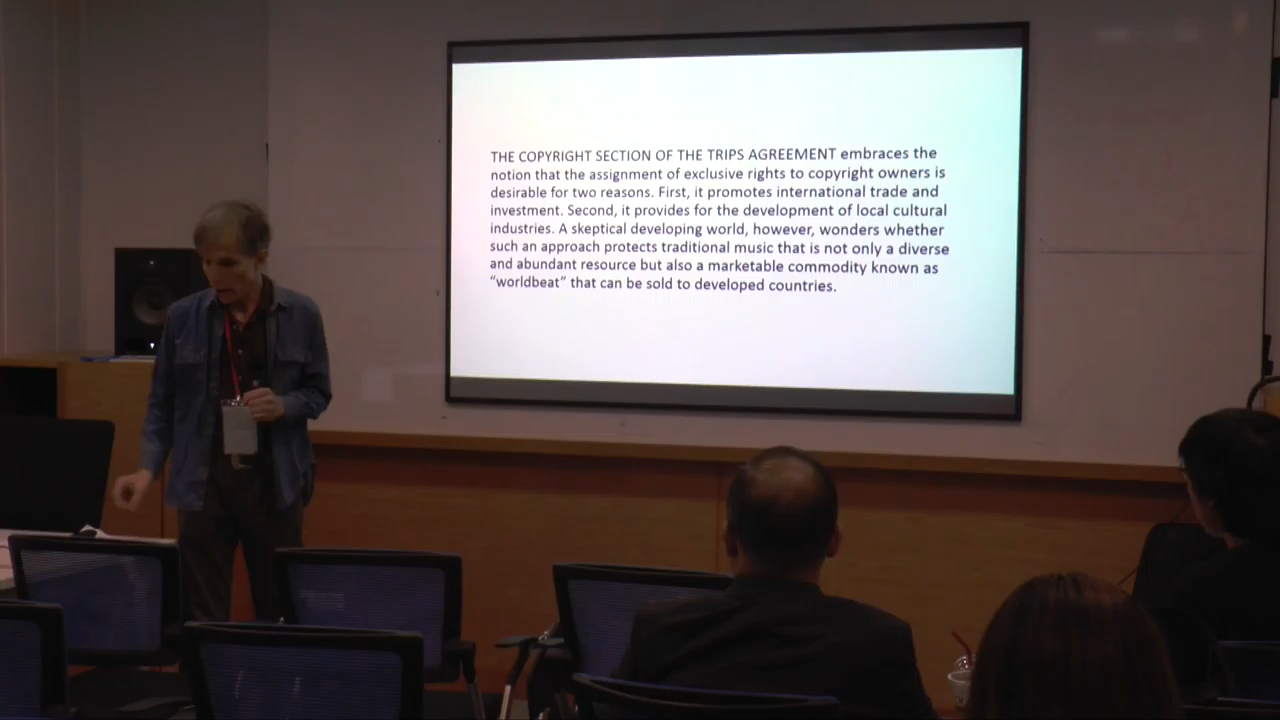 THE COPYRIGHT SECTION OF THE TRIPS AGREEMENT embraces the
notion that the assignment of exclusive rights to copyright owners is
desirable for two reasons. First, it promotes international trade and
investment. Second, it provides for the development of local cultural
industries. A skeptical developing world, however, wonders whether
such an approach protects traditional music that is not only a diverse
and abundant resource but also a marketable commodity known as
“worldbeat” that can be sold to developed countries.